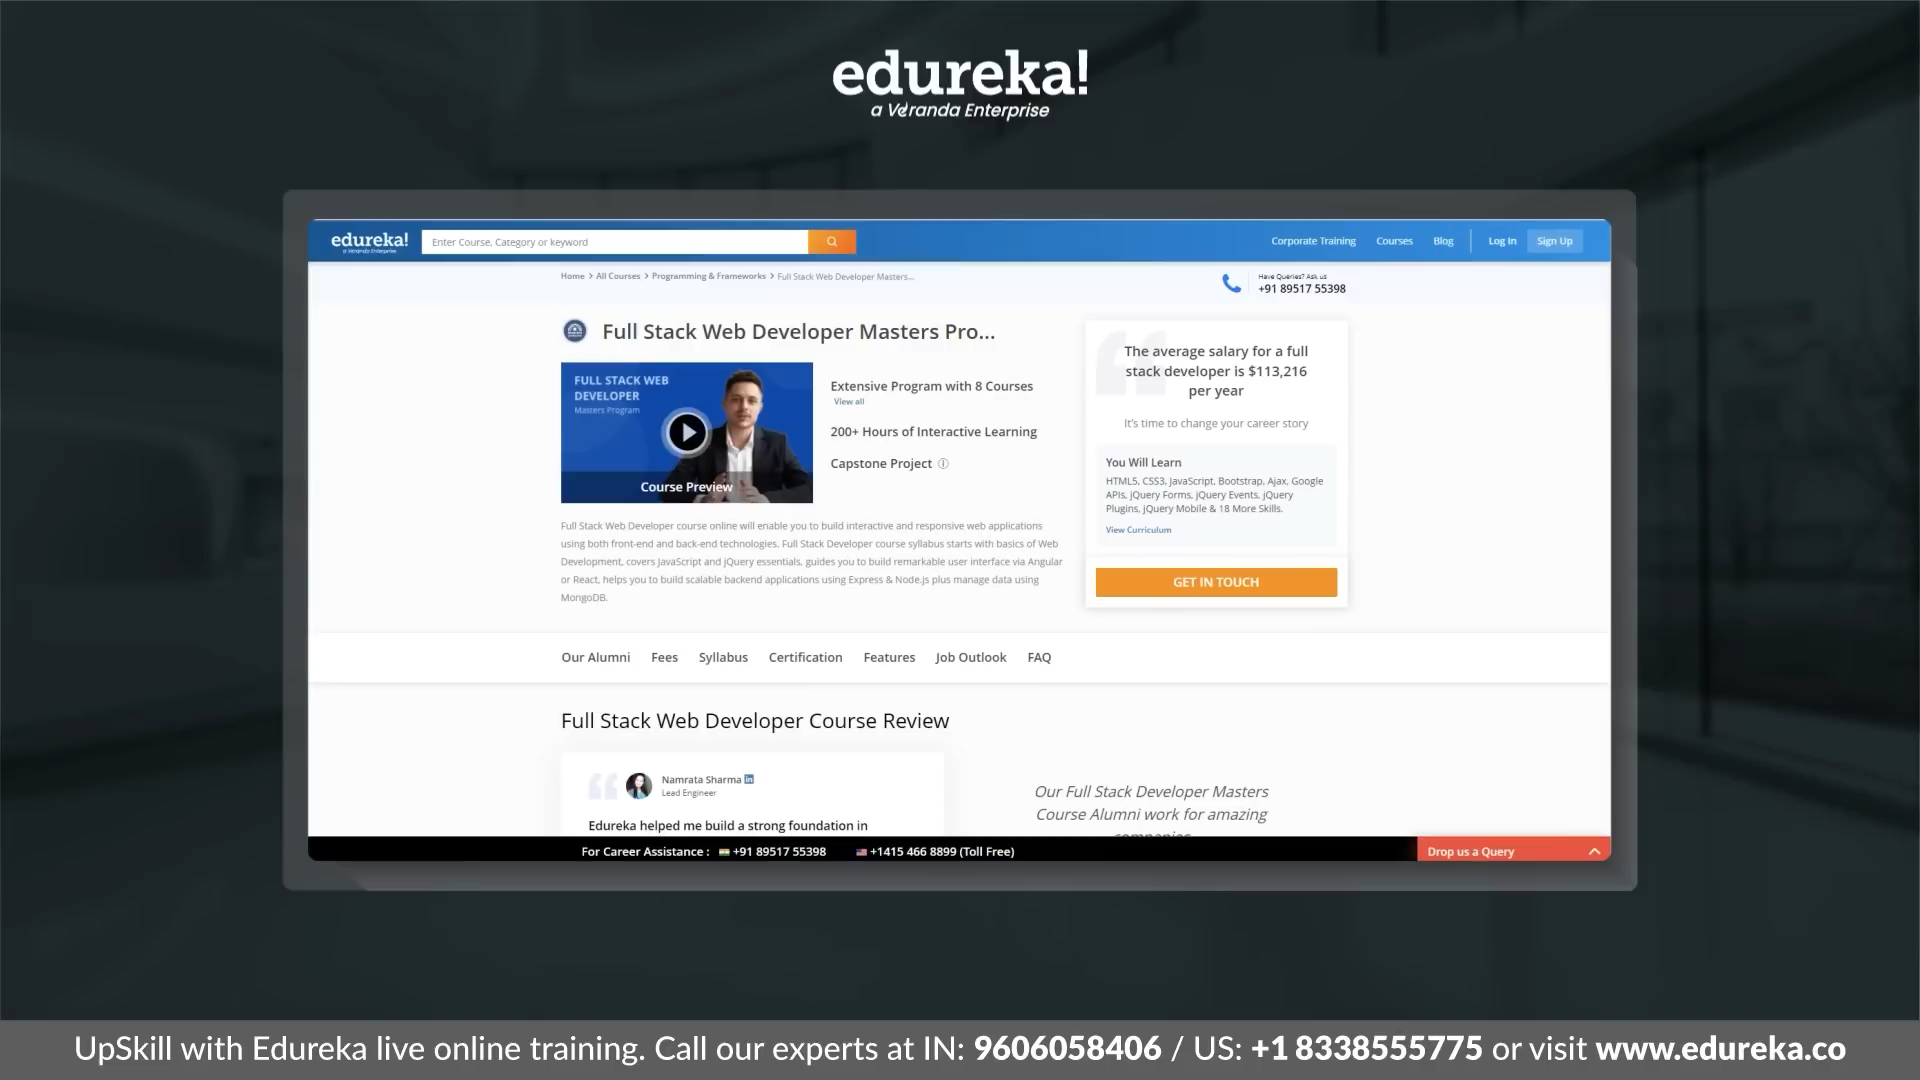 edureka!
a Veranda Enterprise
edureka!
a Veranda Enterprise
Enter Course, Category or keyword
Corporate Training
Courses
Blog
Log In
Sign Up
Home > All Courses > Programming & Frameworks > Full Stack Web Developer Masters...
Have Queries? Ask us
+91 89517 55398
Full Stack Web Developer Masters Pro...
FULL STACK WEB
DEVELOPER
Masters Program
Course Preview
Extensive Program with 8 Courses
View all
200+ Hours of Interactive Learning
Capstone Project
Full Stack Web Developer course online will enable you to build interactive and responsive web applications
using both front-end and back-end technologies. Full Stack Developer course syllabus starts with basics of Web
Development, covers JavaScript and jQuery essentials, guides you to build remarkable user interface via Angular
or React, helps you to build scalable backend applications using Express & Node.js plus manage data using
MongoDB.
The average salary for a full
stack developer is $113,216
per year
It's time to change your career story
You Will Learn
HTML5, CSS3, JavaScript, Bootstrap, Ajax, Google
APIs, jQuery Forms, jQuery Events, jQuery
Plugins, jQuery Mobile & 18 More Skills.
View Curriculum
GET IN TOUCH
Our Alumni
Fees
Syllabus
Certification
Features
Job Outlook
FAQ
Full Stack Web Developer Course Review
Namrata Sharma in
Lead Engineer
Edureka helped me build a strong foundation in
Our Full Stack Developer Masters
Course Alumni work for amazing
companies
For Career Assistance : +91 89517 55398 +1415 466 8899 (Toll Free)
Drop us a Query
UpSkill with Edureka live online training. Call our experts at IN: 9606058406 / US: +1 8338555775 or visit www.edureka.co